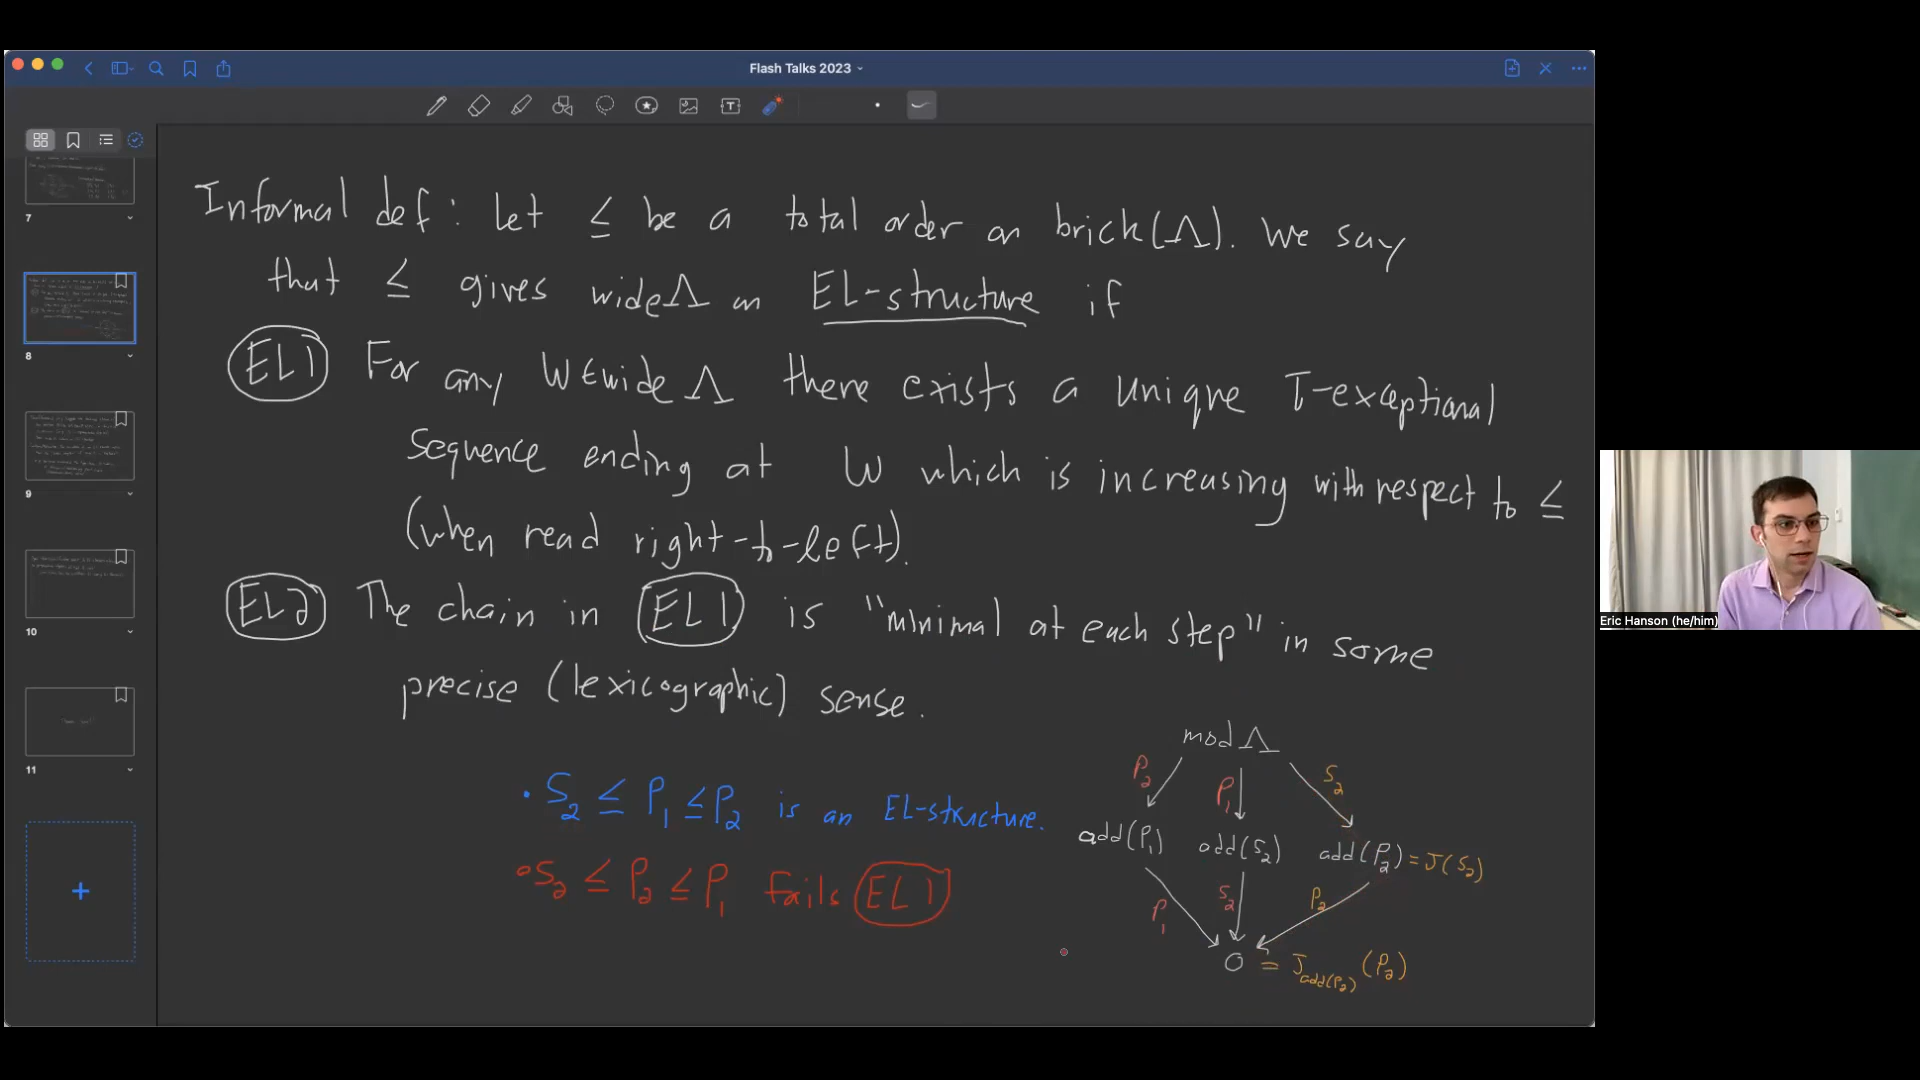 Flash Talks 2023
7
8
9
10
11
Informal def: Let ≤ be a total order on brick(Λ). We say
that ≤ gives wideΛ an EL-structure if
EL1 For any W∈wide Λ there exists a unique τ-exceptional
sequence ending at W which is increasing with respect to ≤
(when read right-to-left).
EL2 The chain in EL1 is "minimal at each step" in some
precise (lexicographic) sense.
• S₂ ≤ P₁ ≤ P₂ is an EL-structure.
• S₂ ≤ P₂ ≤ P₁ fails EL1
mod Λ
P₂ P₁ S₂
add(P₁) add(S₂) add(P₂) = J(S₂)
P₁ S₂ P₂
0 = J_add(P₂)(P₂)
Eric Hanson (he/him)